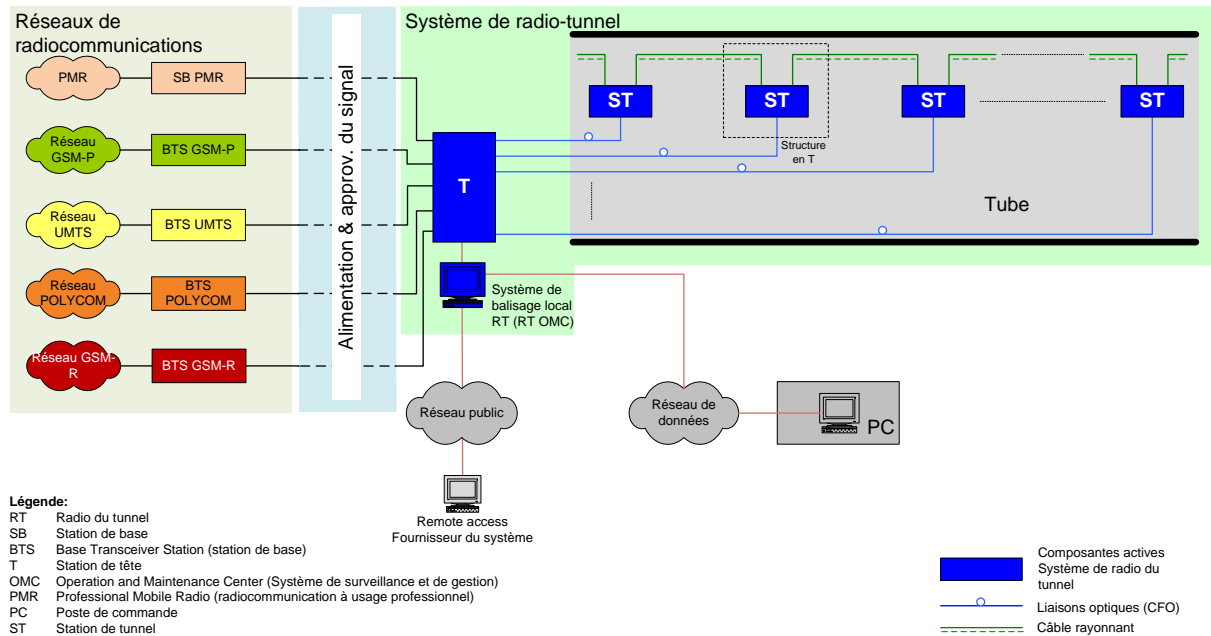 Réseaux de
radiocommunications
Système de radio-tunnel
PMR
SB PMR
Réseau
GSM-P
BTS GSM-P
Réseau
UMTS
BTS UMTS
Réseau
POLYCOM
BTS
POLYCOM
Réseau GSM-
R
BTS GSM-R
Alimentation & approv. du signal
T
ST
ST
ST
ST
Structure
en T
Tube
Système de
balisage local
RT (RT OMC)
Réseau public
Réseau de
données
PC
Remote access
Fournisseur du système
Légende:
RT Radio du tunnel
SB Station de base
BTS Base Transceiver Station (station de base)
T Station de tête
OMC Operation and Maintenance Center (Système de surveillance et de gestion)
PMR Professional Mobile Radio (radiocommunication à usage professionnel)
PC Poste de commande
ST Station de tunnel
Composantes actives
Système de radio du
tunnel
Liaisons optiques (CFO)
Câble rayonnant